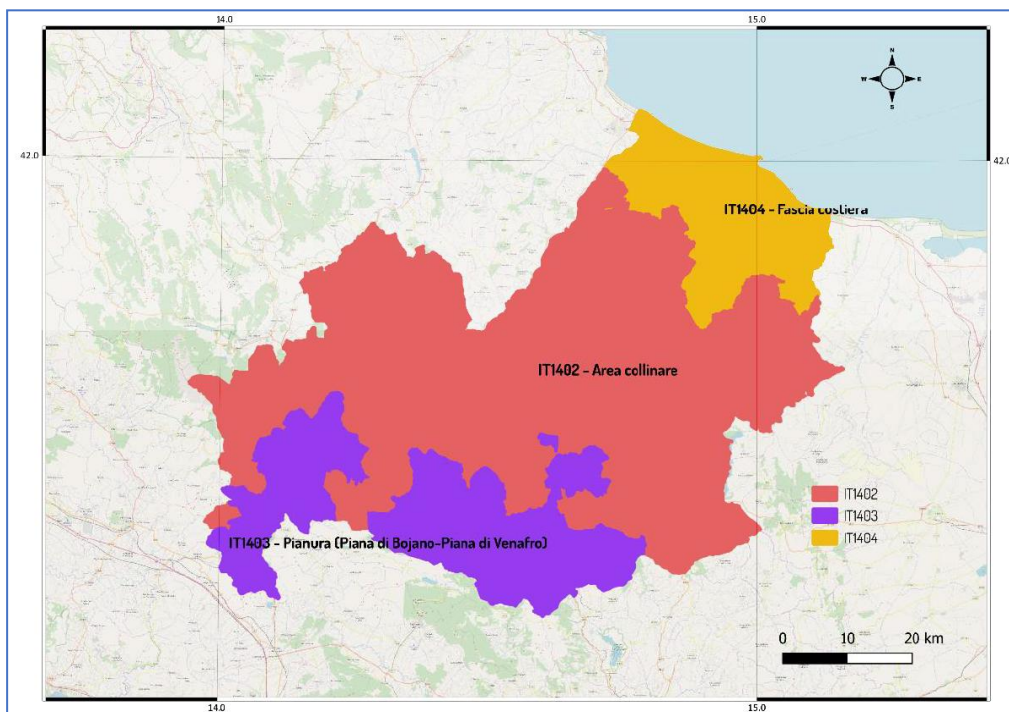 14.0
15.0
N
W
E
S
42.0
42.0
IT1404 - Fascia costiera
IT1402 - Area collinare
IT1402
IT1403
IT1404
IT1403 - Pianura (Piana di Bojano-Piana di Venafro)
0
10
20 km
14.0
15.0